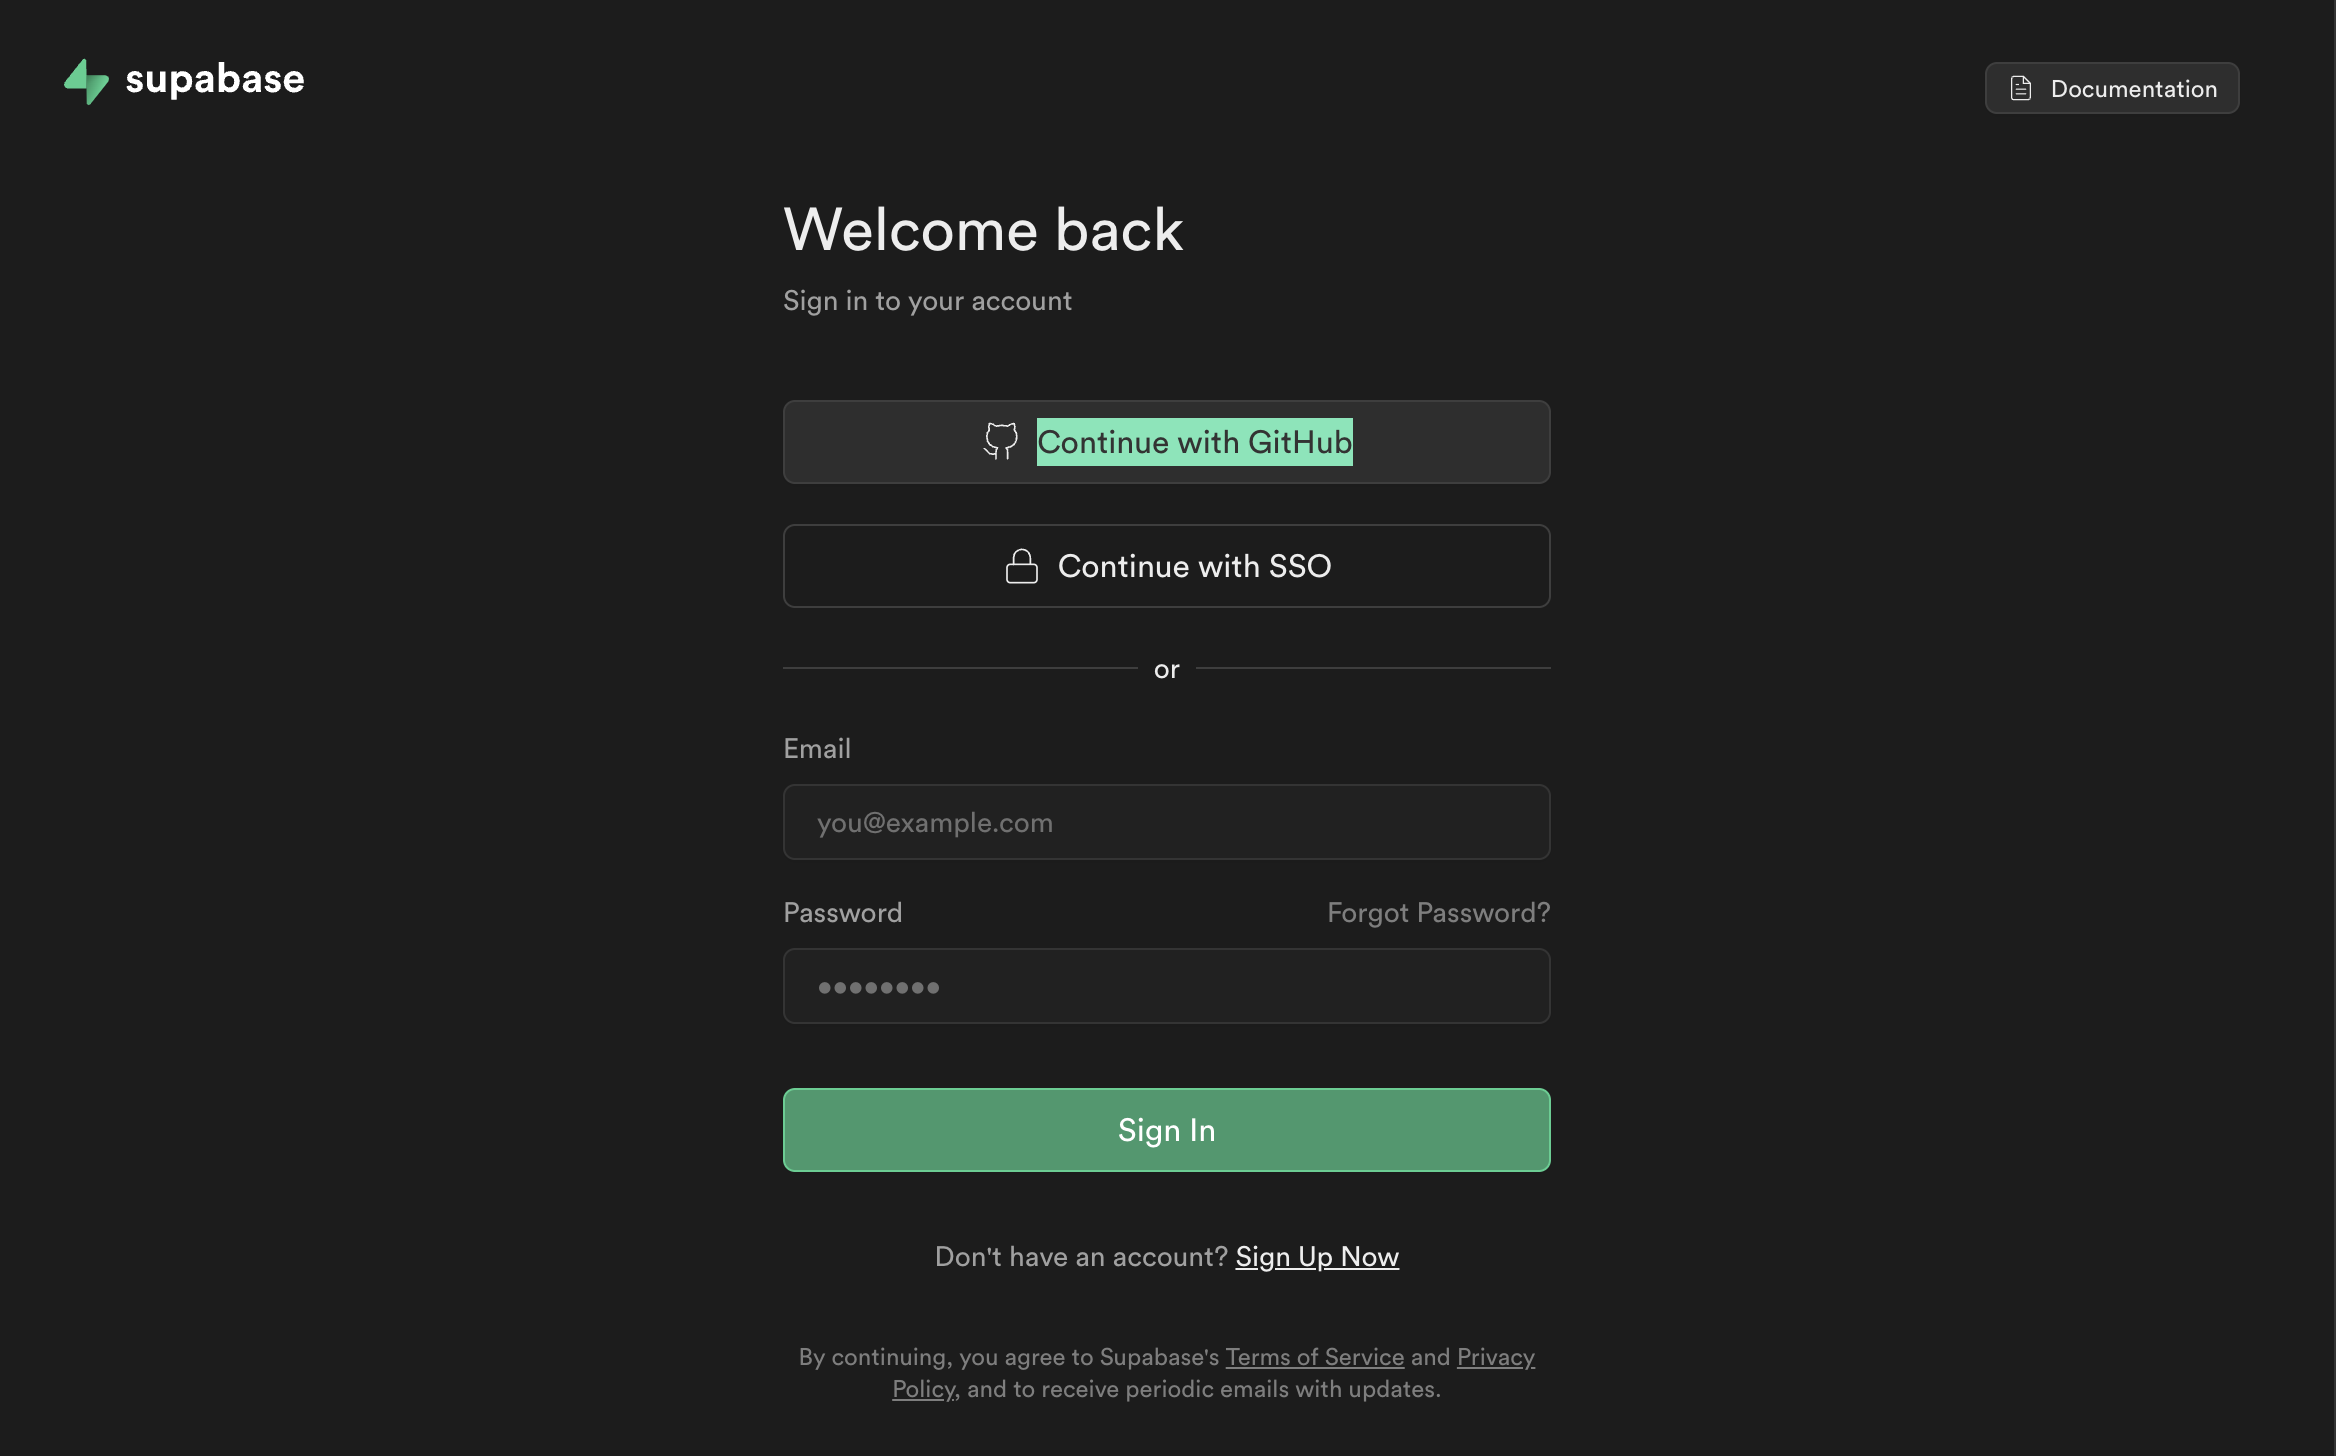 supabase
Documentation
Welcome back
Sign in to your account
Continue with GitHub
Continue with SSO
or
Email
you@example.com
Password
Forgot Password?
••••••••
Sign In
Don't have an account? Sign Up Now
By continuing, you agree to Supabase's Terms of Service and Privacy
Policy, and to receive periodic emails with updates.